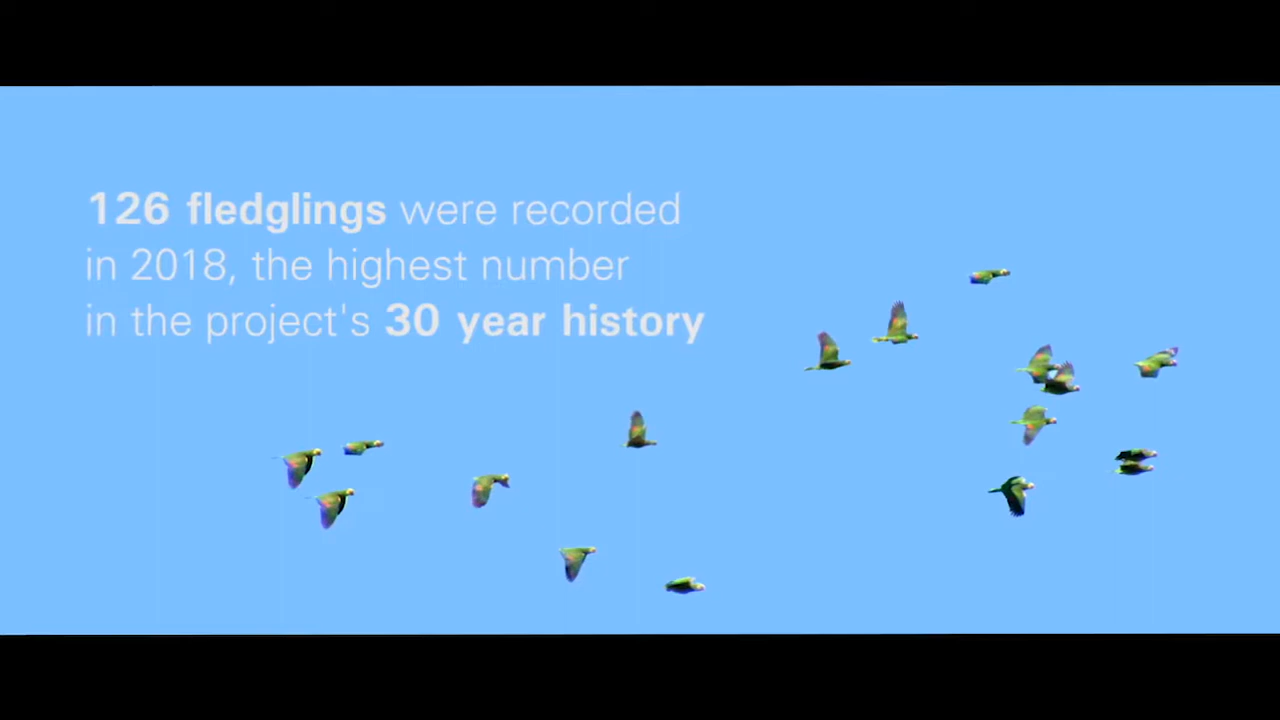 126 fledglings were recorded
in 2018, the highest number
in the project's 30 year history